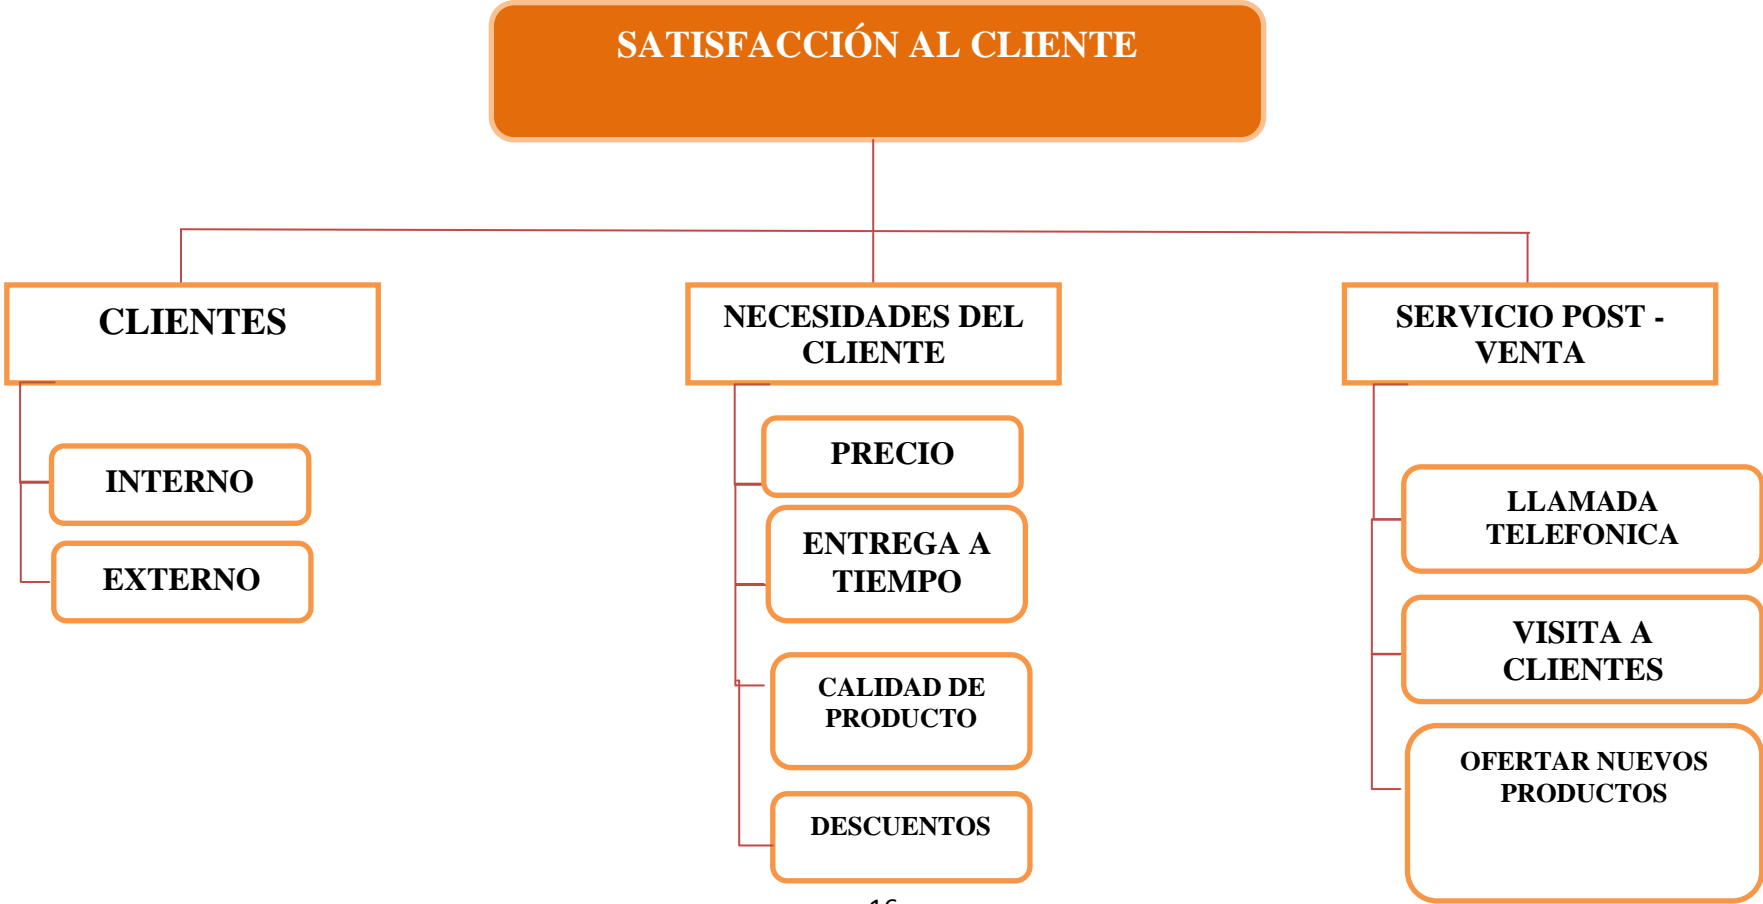 SATISFACCIÓN AL CLIENTE
CLIENTES
INTERNO
EXTERNO
NECESIDADES DEL
CLIENTE
PRECIO
ENTREGA A
TIEMPO
CALIDAD DE
PRODUCTO
DESCUENTOS
SERVICIO POST -
VENTA
LLAMADA
TELEFONICA
VISITA A
CLIENTES
OFERTAR NUEVOS
PRODUCTOS